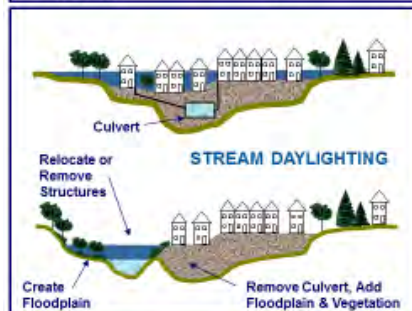 Culvert
Relocate or
Remove
Structures
STREAM DAYLIGHTING
Create
Floodplain
Remove Culvert, Add
Floodplain & Vegetation